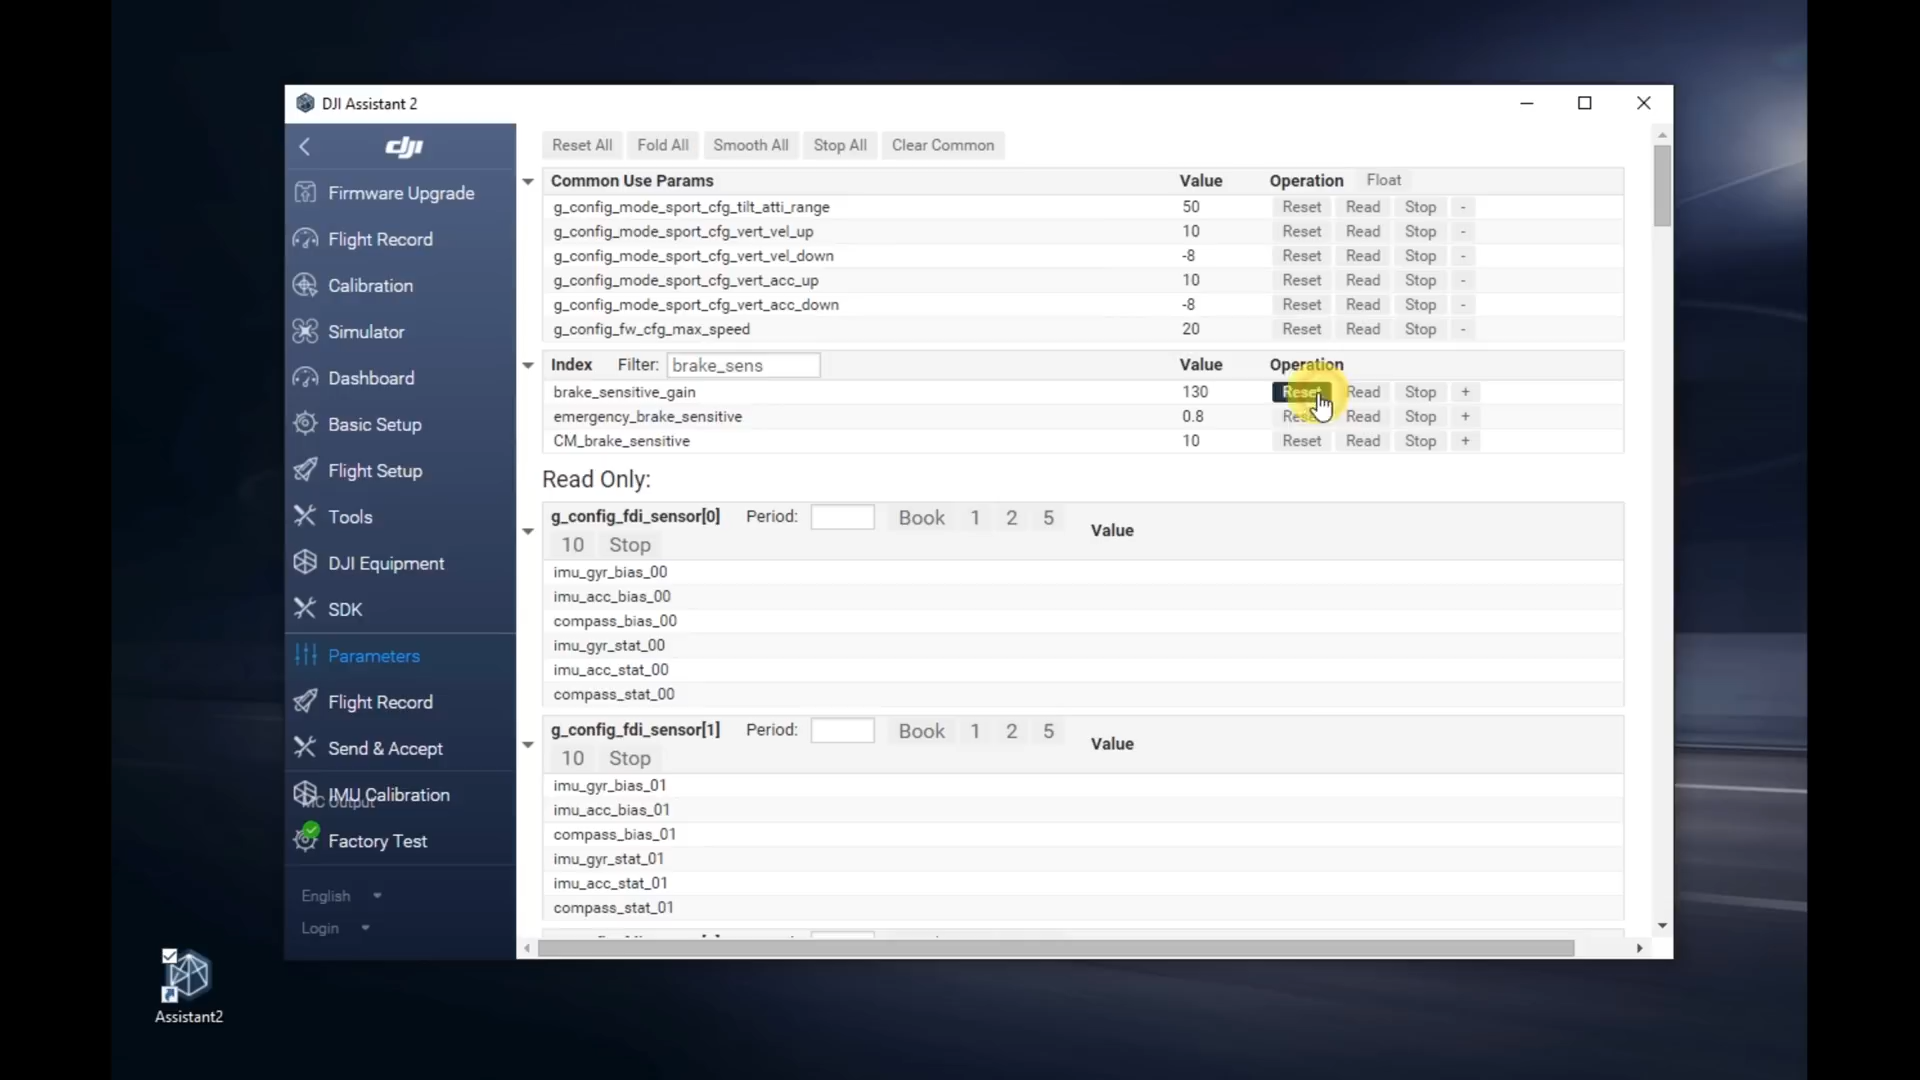 DJI Assistant 2
dji
Firmware Upgrade
Flight Record
Calibration
Simulator
Dashboard
Basic Setup
Flight Setup
Tools
DJI Equipment
SDK
Parameters
Flight Record
Send & Accept
IMU Calibration
MC Output
Factory Test
English
Login
Reset All Fold All Smooth All Stop All Clear Common
Common Use Params Value Operation Float
g_config_mode_sport_cfg_tilt_atti_range 50 Reset Read Stop -
g_config_mode_sport_cfg_vert_vel_up 10 Reset Read Stop -
g_config_mode_sport_cfg_vert_vel_down -8 Reset Read Stop -
g_config_mode_sport_cfg_vert_acc_up 10 Reset Read Stop -
g_config_mode_sport_cfg_vert_acc_down -8 Reset Read Stop -
g_config_fw_cfg_max_speed 20 Reset Read Stop -
Index Filter: brake_sens Value Operation
brake_sensitive_gain 130 Reset Read Stop +
emergency_brake_sensitive 0.8 Reset Read Stop +
CM_brake_sensitive 10 Reset Read Stop +
Read Only:
g_config_fdi_sensor[0] Period: Book 1 2 5 Value
10 Stop
imu_gyr_bias_00
imu_acc_bias_00
compass_bias_00
imu_gyr_stat_00
imu_acc_stat_00
compass_stat_00
g_config_fdi_sensor[1] Period: Book 1 2 5 Value
10 Stop
imu_gyr_bias_01
imu_acc_bias_01
compass_bias_01
imu_gyr_stat_01
imu_acc_stat_01
compass_stat_01
Assistant2